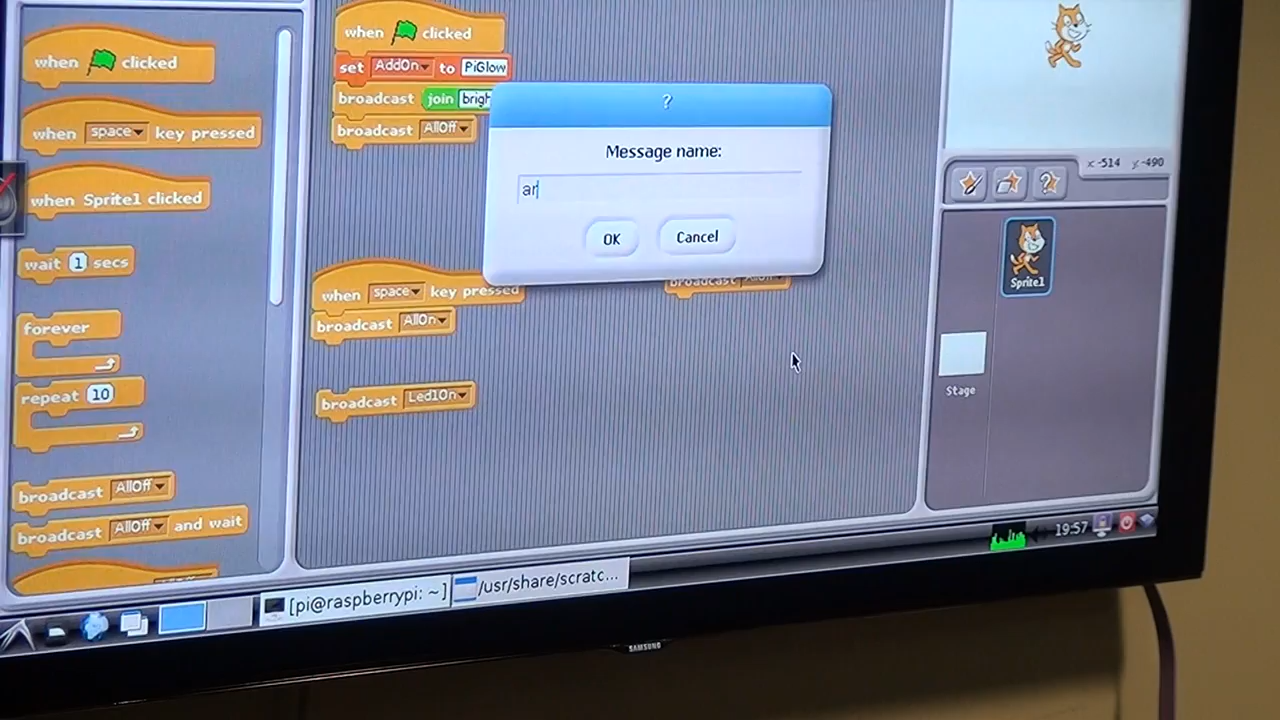 when clicked
when space key pressed
when Sprite1 clicked
wait 1 secs
forever
repeat 10
broadcast AllOff
broadcast AllOff and wait
when clicked
set AddOn to PiGlow
broadcast join brigh
broadcast AllOff
when space key pressed
broadcast AllOn
broadcast Led1On
broadcast AllOff
?
Message name:
ar
OK
Cancel
x: -514 y: -490
Sprite1
Stage
[pi@raspberrypi: ~]
/usr/share/scratc...
19:57
SAMSUNG